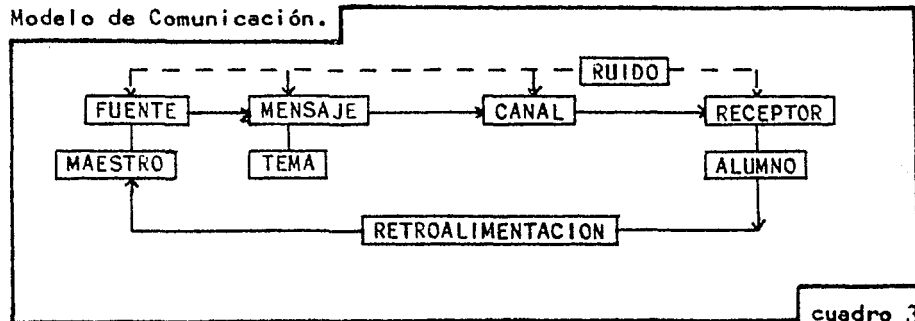 Modelo de Comunicación.
RUIDO
FUENTE MENSAJE CANAL RECEPTOR
MAESTRO TEMA ALUMNO
RETROALIMENTACION
cuadro 3